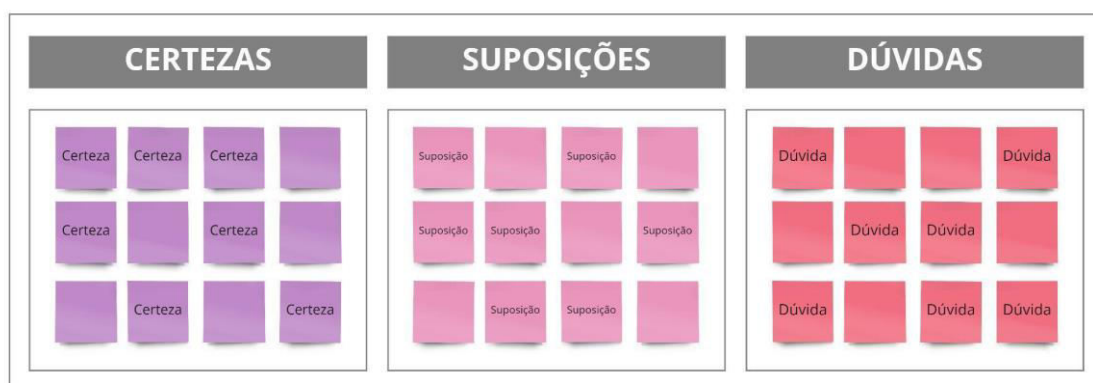 CERTEZAS
SUPOSIÇÕES
DÚVIDAS
Certeza Certeza Certeza
Certeza Certeza
Certeza Certeza
Suposição Suposição
Suposição Suposição Suposição
Suposição Suposição
Dúvida Dúvida
Dúvida Dúvida
Dúvida Dúvida Dúvida